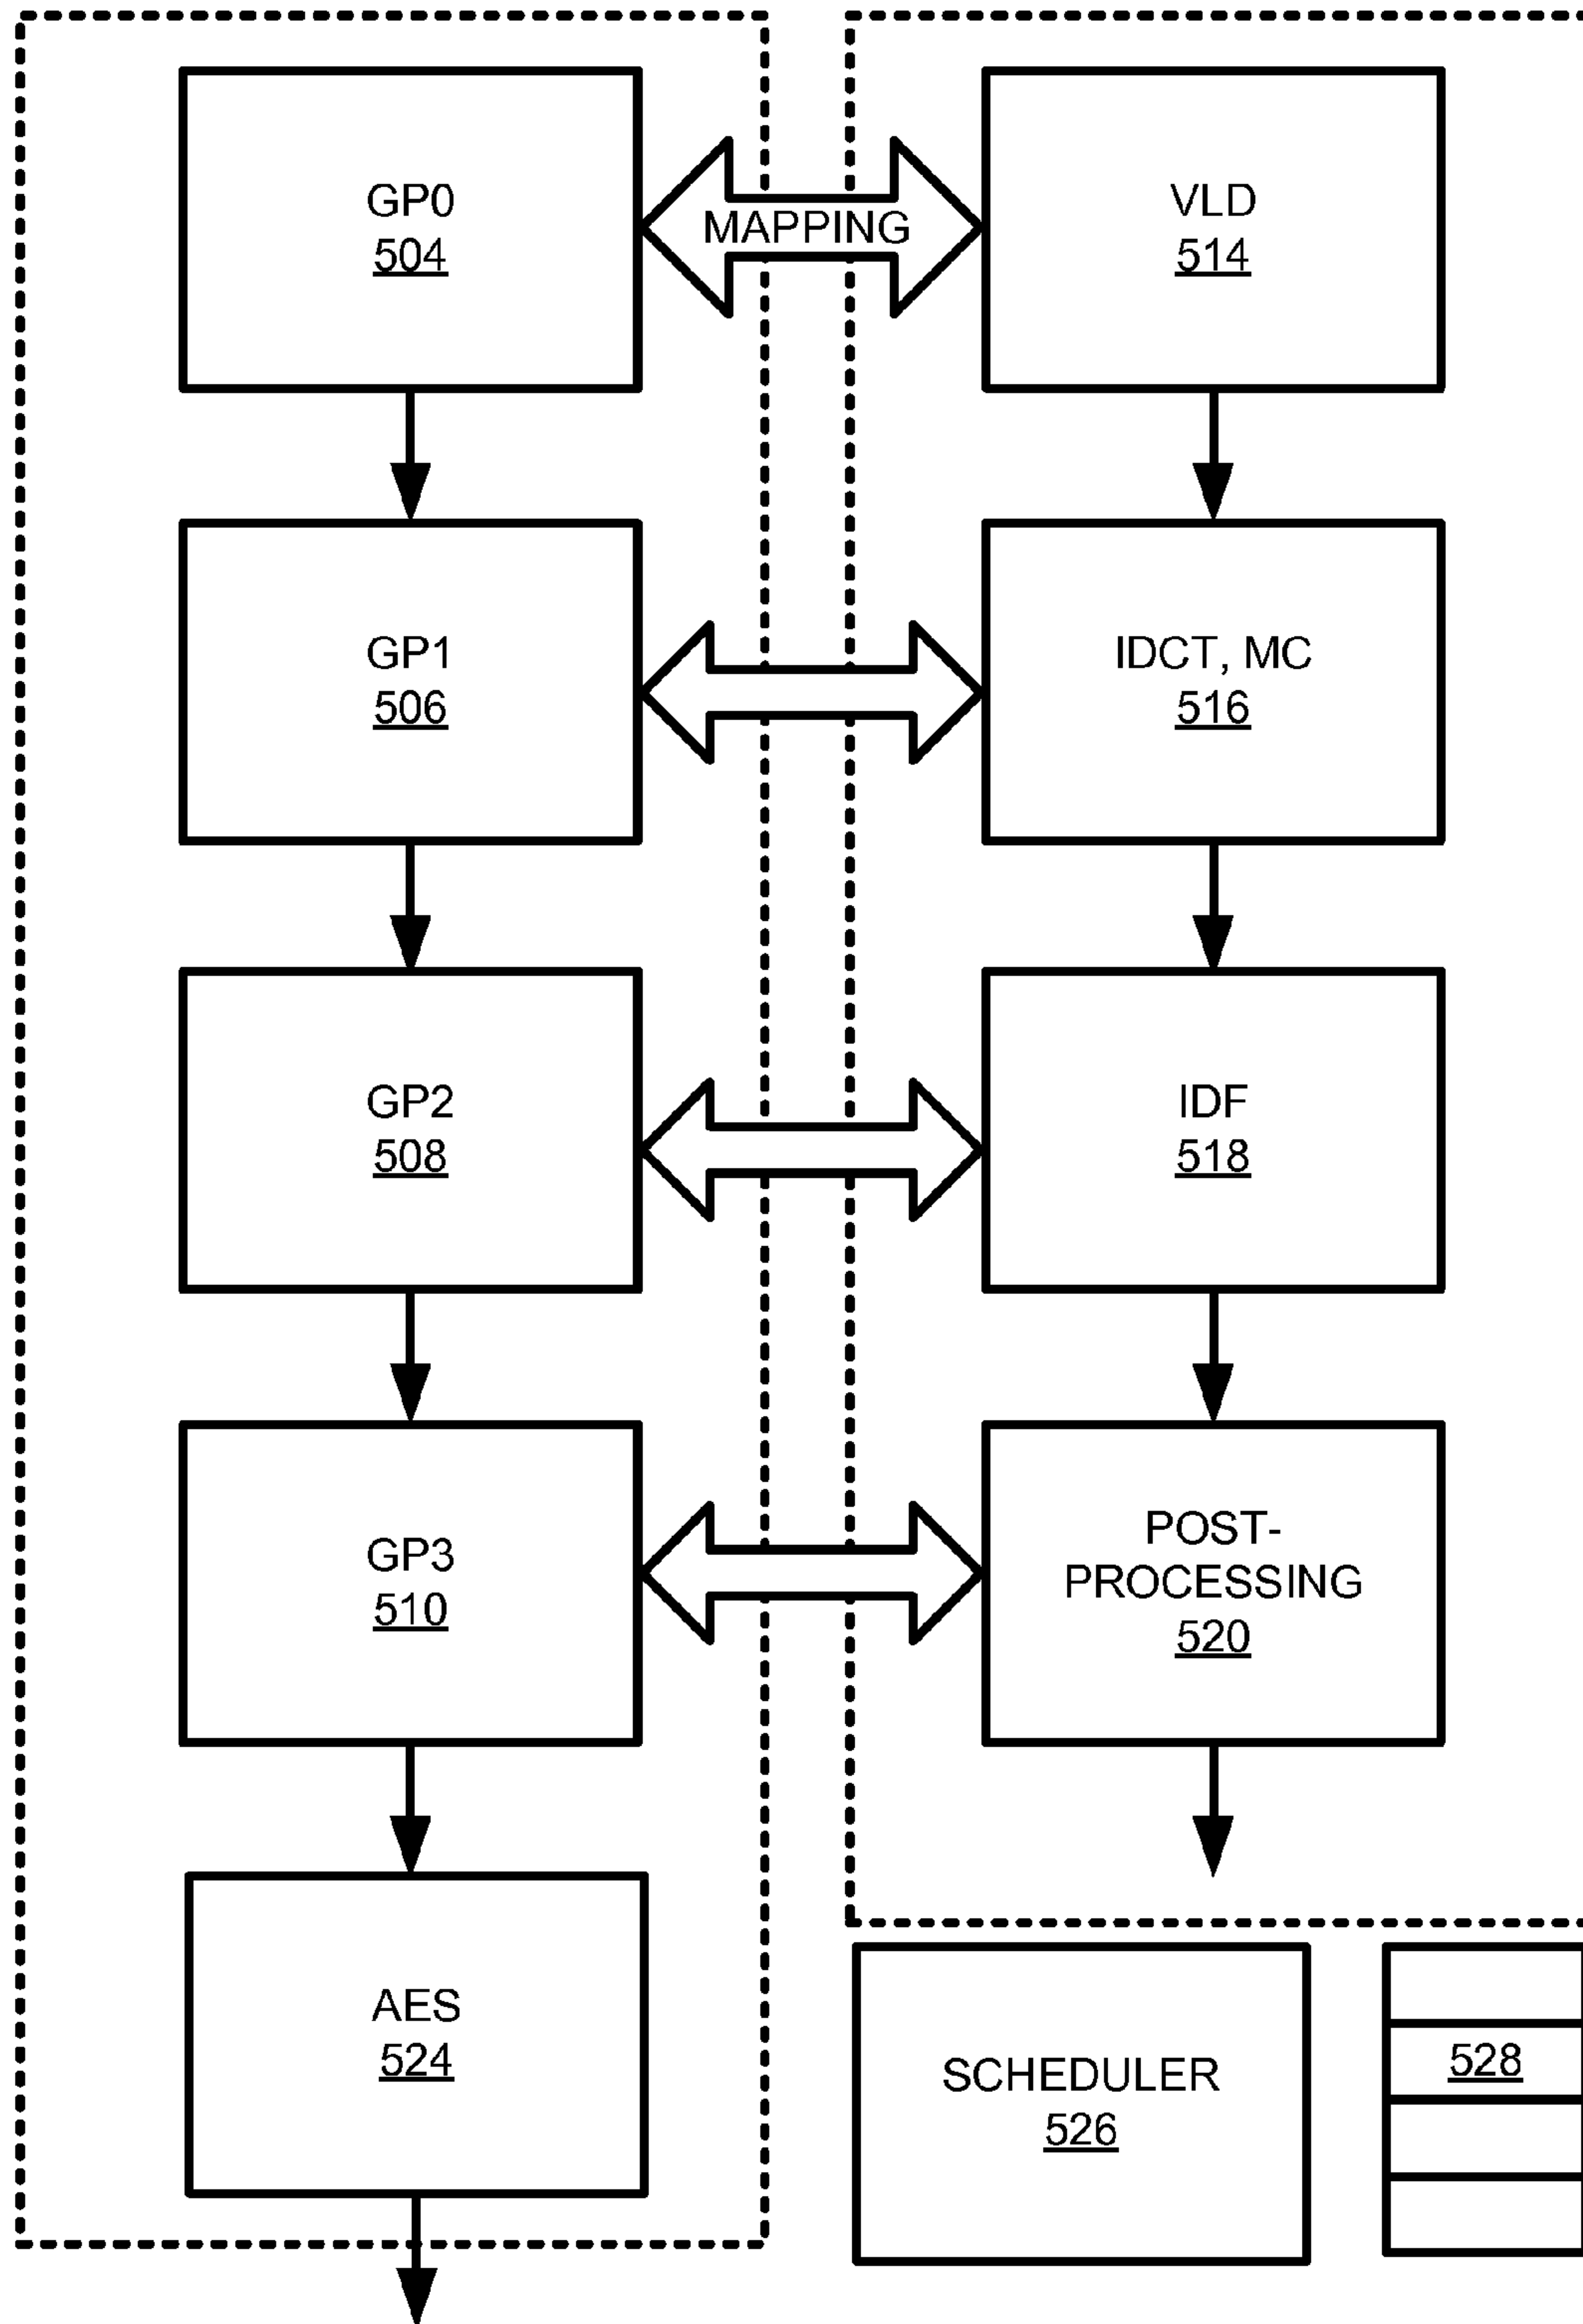 GP0
504
MAPPING
VLD
514
GP1
506
IDCT, MC
516
GP2
508
IDF
518
GP3
510
POST-
PROCESSING
520
AES
524
SCHEDULER
526
528